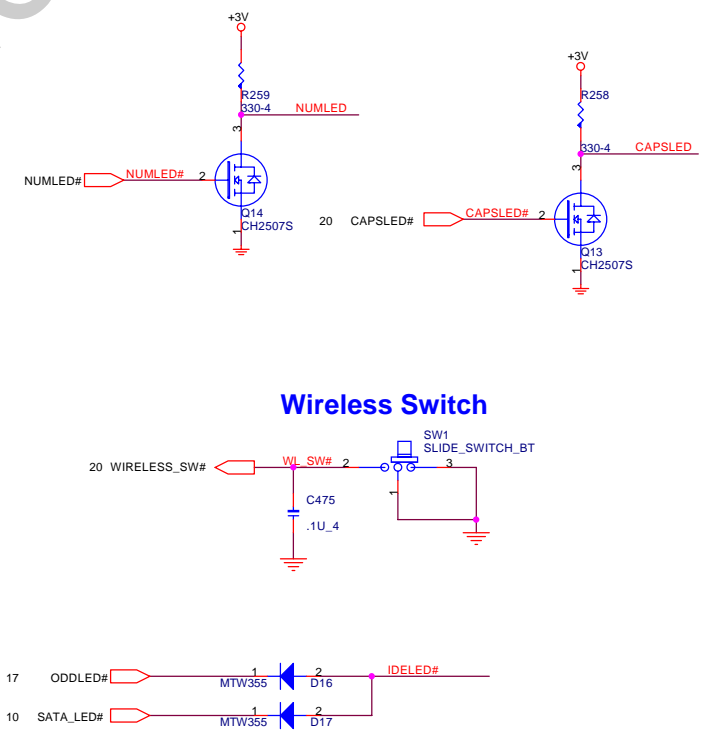 +3V
R259
330-4
NUMLED
3
NUMLED#
NUMLED#
2
Q14
CH2507S
1
+3V
R258
330-4
CAPSLED
3
20 CAPSLED#
CAPSLED#
2
Q13
CH2507S
1
Wireless Switch
SW1
SLIDE_SWITCH_BT
20 WIRELESS_SW#
WL_SW#
2
3
1
C475
.1U_4
17 ODDLED#
1
MTW355
2
D16
IDELED#
10 SATA_LED#
1
MTW355
2
D17